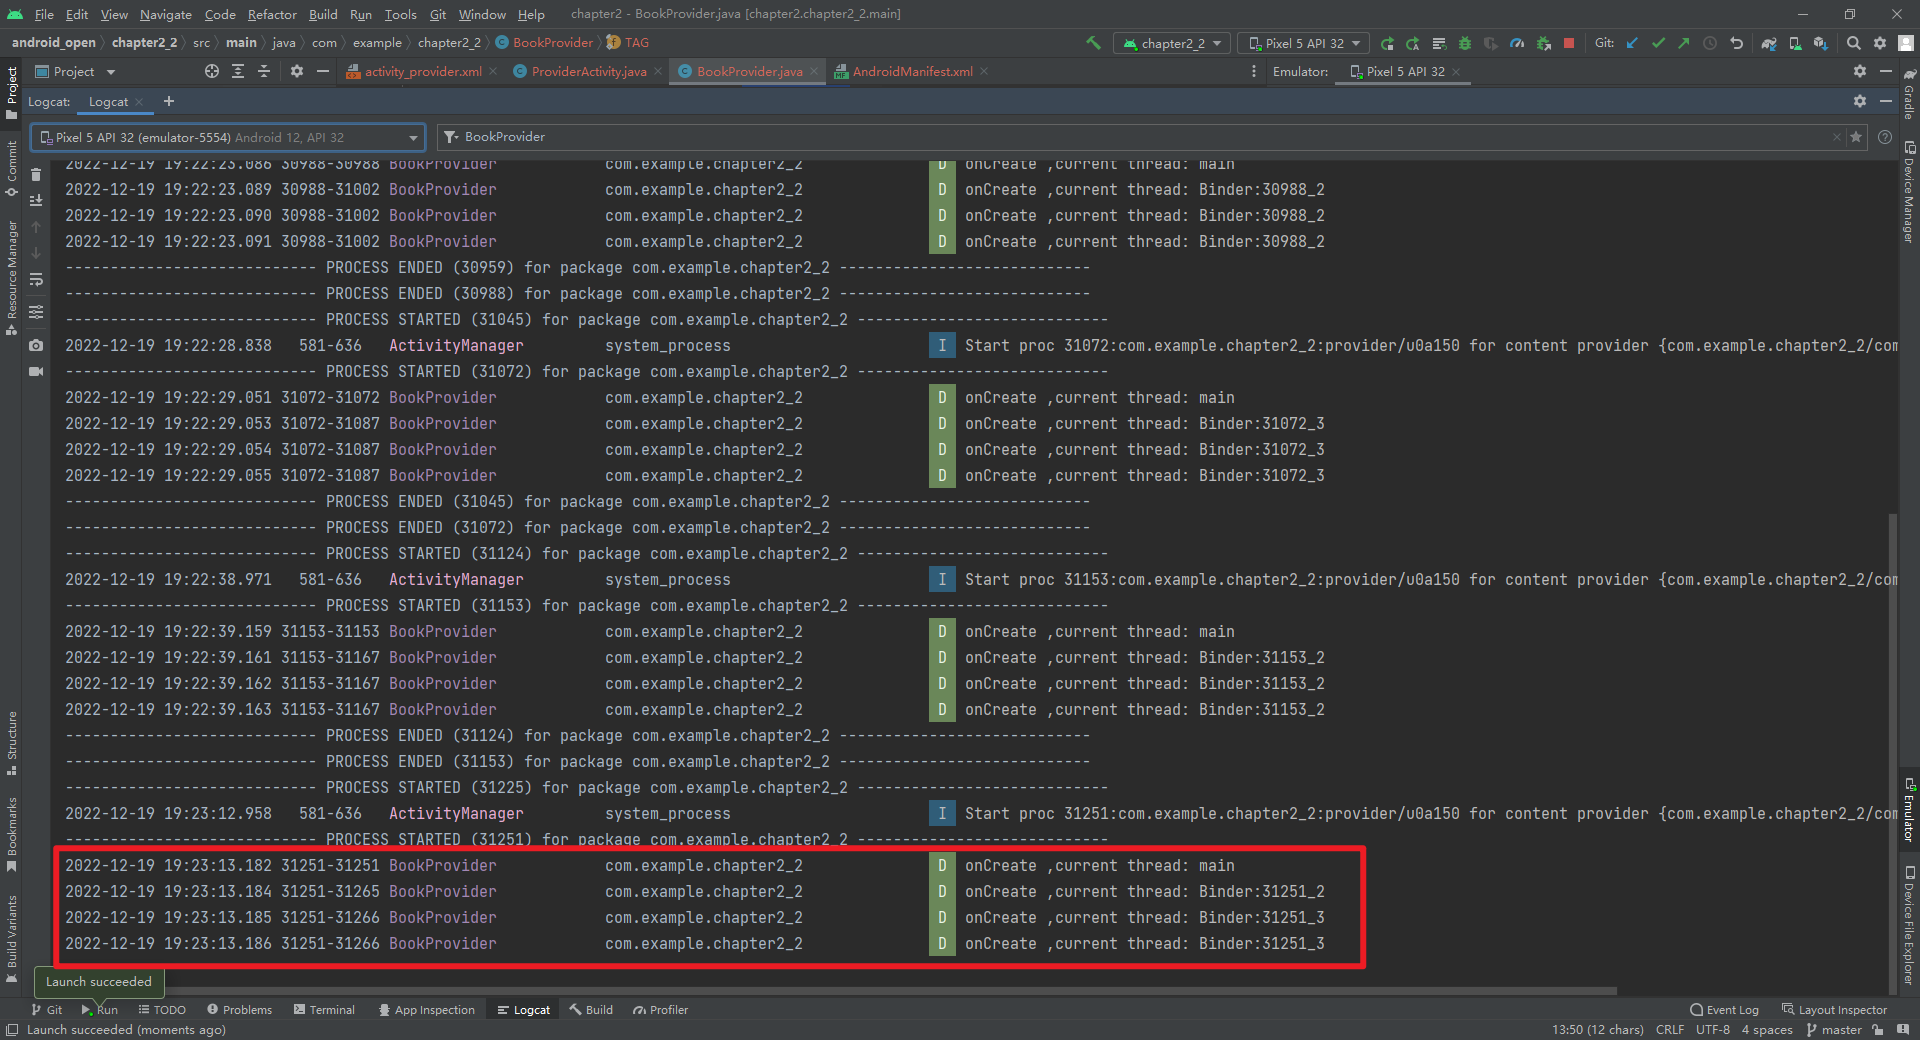 File Edit View Navigate Code Refactor Build Run Tools Git Window Help chapter2 - BookProvider.java [chapter2.chapter2_2.main]
android_open chapter2_2 src main java com example chapter2_2 BookProvider TAG chapter2_2 Pixel 5 API 32 Git:
Project activity_provider.xml ProviderActivity.java BookProvider.java AndroidManifest.xml Emulator: Pixel 5 API 32
Logcat: Logcat
Pixel 5 API 32 (emulator-5554) Android 12, API 32 BookProvider
2022-12-19 19:22:23.086 30988-30988 BookProvider com.example.chapter2_2 D onCreate ,current thread: main
2022-12-19 19:22:23.089 30988-31002 BookProvider com.example.chapter2_2 D onCreate ,current thread: Binder:30988_2
2022-12-19 19:22:23.090 30988-31002 BookProvider com.example.chapter2_2 D onCreate ,current thread: Binder:30988_2
2022-12-19 19:22:23.091 30988-31002 BookProvider com.example.chapter2_2 D onCreate ,current thread: Binder:30988_2
---------------------------- PROCESS ENDED (30959) for package com.example.chapter2_2 ----------------------------
---------------------------- PROCESS ENDED (30988) for package com.example.chapter2_2 ----------------------------
---------------------------- PROCESS STARTED (31045) for package com.example.chapter2_2 ----------------------------
2022-12-19 19:22:28.838 581-636 ActivityManager system_process I Start proc 31072:com.example.chapter2_2:provider/u0a150 for content provider {com.example.chapter2_2/com
---------------------------- PROCESS STARTED (31072) for package com.example.chapter2_2 ----------------------------
2022-12-19 19:22:29.051 31072-31072 BookProvider com.example.chapter2_2 D onCreate ,current thread: main
2022-12-19 19:22:29.053 31072-31087 BookProvider com.example.chapter2_2 D onCreate ,current thread: Binder:31072_3
2022-12-19 19:22:29.054 31072-31087 BookProvider com.example.chapter2_2 D onCreate ,current thread: Binder:31072_3
2022-12-19 19:22:29.055 31072-31087 BookProvider com.example.chapter2_2 D onCreate ,current thread: Binder:31072_3
---------------------------- PROCESS ENDED (31045) for package com.example.chapter2_2 ----------------------------
---------------------------- PROCESS ENDED (31072) for package com.example.chapter2_2 ----------------------------
---------------------------- PROCESS STARTED (31124) for package com.example.chapter2_2 ----------------------------
2022-12-19 19:22:38.971 581-636 ActivityManager system_process I Start proc 31153:com.example.chapter2_2:provider/u0a150 for content provider {com.example.chapter2_2/com
---------------------------- PROCESS STARTED (31153) for package com.example.chapter2_2 ----------------------------
2022-12-19 19:22:39.159 31153-31153 BookProvider com.example.chapter2_2 D onCreate ,current thread: main
2022-12-19 19:22:39.161 31153-31167 BookProvider com.example.chapter2_2 D onCreate ,current thread: Binder:31153_2
2022-12-19 19:22:39.162 31153-31167 BookProvider com.example.chapter2_2 D onCreate ,current thread: Binder:31153_2
2022-12-19 19:22:39.163 31153-31167 BookProvider com.example.chapter2_2 D onCreate ,current thread: Binder:31153_2
---------------------------- PROCESS ENDED (31124) for package com.example.chapter2_2 ----------------------------
---------------------------- PROCESS ENDED (31153) for package com.example.chapter2_2 ----------------------------
---------------------------- PROCESS STARTED (31225) for package com.example.chapter2_2 ----------------------------
2022-12-19 19:23:12.958 581-636 ActivityManager system_process I Start proc 31251:com.example.chapter2_2:provider/u0a150 for content provider {com.example.chapter2_2/com
---------------------------- PROCESS STARTED (31251) for package com.example.chapter2_2 ----------------------------
2022-12-19 19:23:13.182 31251-31251 BookProvider com.example.chapter2_2 D onCreate ,current thread: main
2022-12-19 19:23:13.184 31251-31265 BookProvider com.example.chapter2_2 D onCreate ,current thread: Binder:31251_2
2022-12-19 19:23:13.185 31251-31266 BookProvider com.example.chapter2_2 D onCreate ,current thread: Binder:31251_3
2022-12-19 19:23:13.186 31251-31266 BookProvider com.example.chapter2_2 D onCreate ,current thread: Binder:31251_3
Project
Commit
Resource Manager
Structure
Bookmarks
Build Variants
Gradle
Device Manager
Emulator
Device File Explorer
Launch succeeded
Git Run TODO Problems Terminal App Inspection Logcat Build Profiler Event Log Layout Inspector
Launch succeeded (moments ago) 13:50 (12 chars) CRLF UTF-8 4 spaces master